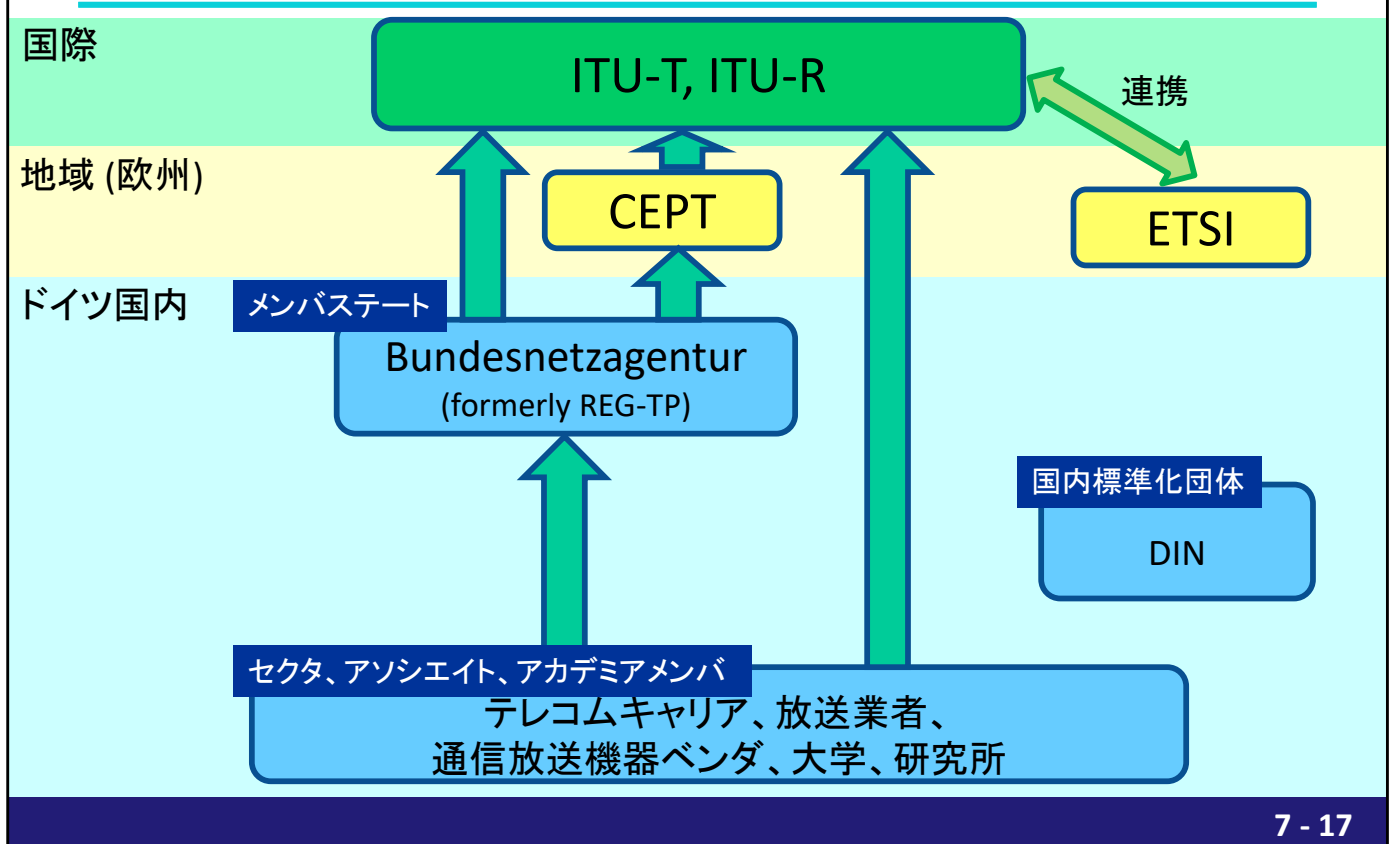 国際
ITU-T, ITU-R
連携
地域 (欧州)
CEPT
ETSI
ドイツ国内
メンバステート
Bundesnetzagentur
(formerly REG-TP)
国内標準化団体
DIN
セクタ、アソシエイト、アカデミアメンバ
テレコムキャリア、放送業者、
通信放送機器ベンダ、大学、研究所
7 - 17